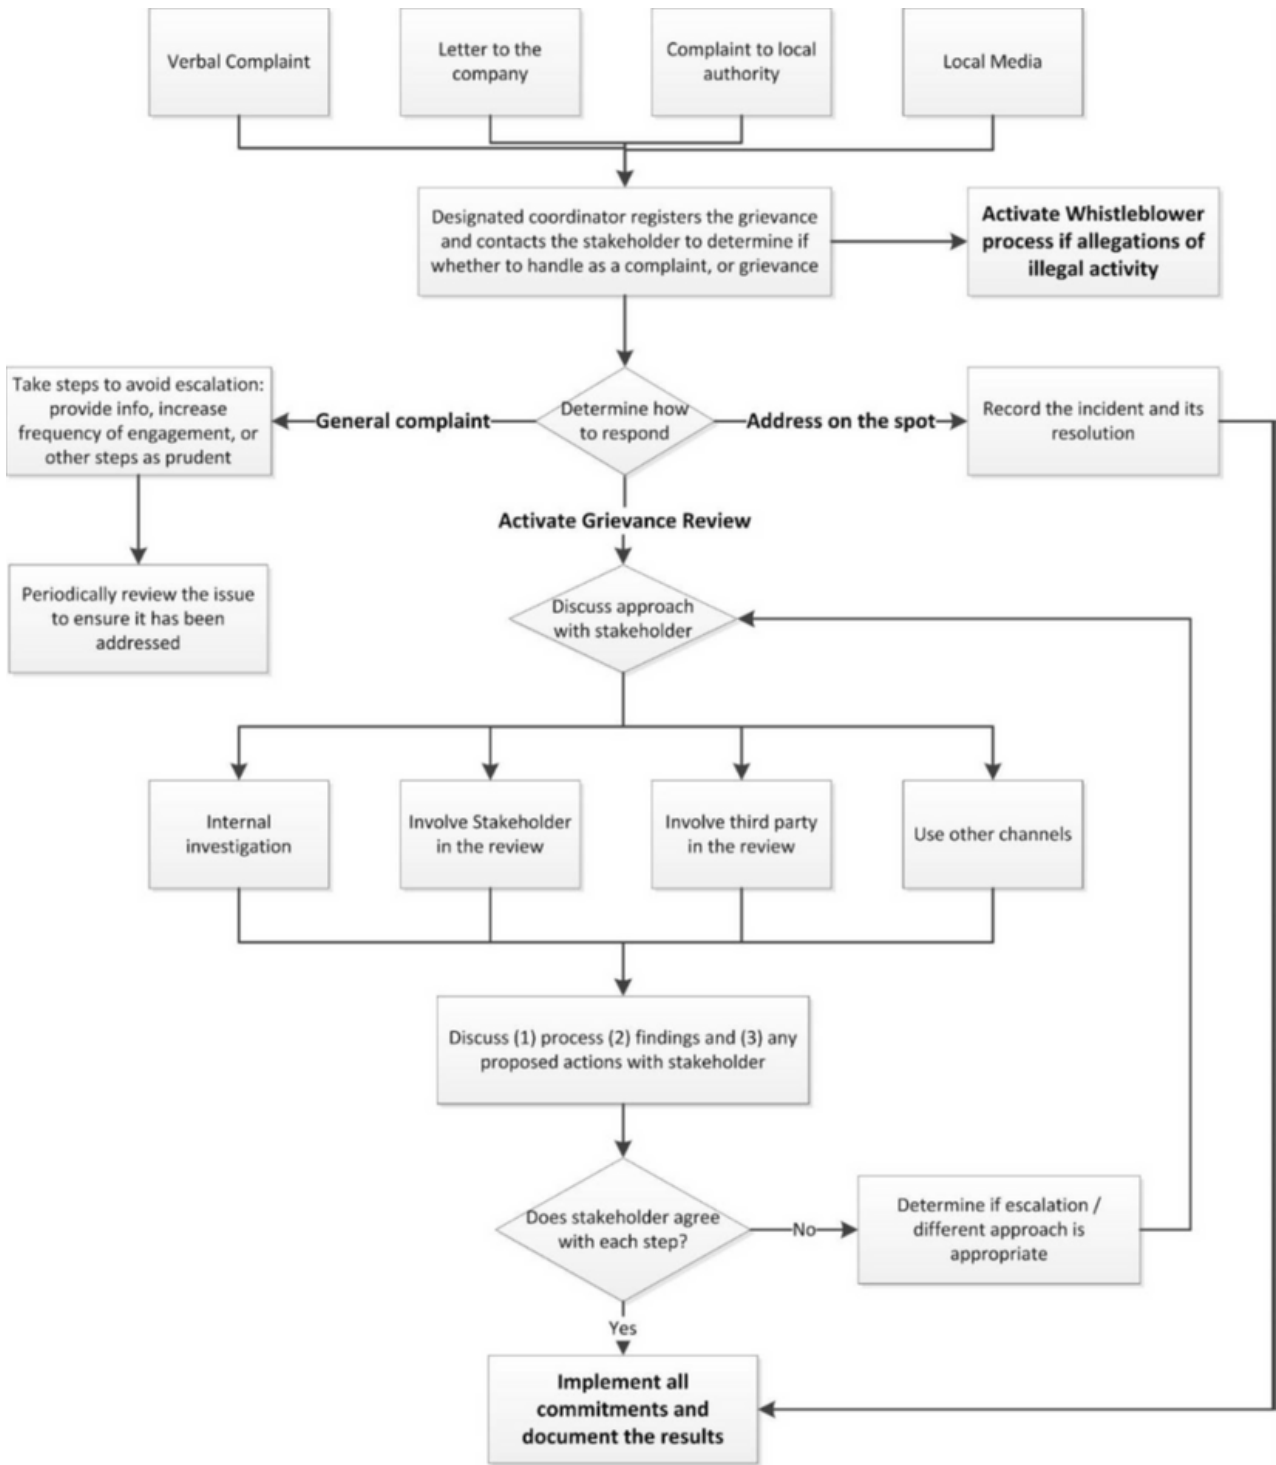 Verbal Complaint
Letter to the
company
Complaint to local
authority
Local Media
Designated coordinator registers the grievance
and contacts the stakeholder to determine if
whether to handle as a complaint, or grievance
Activate Whistleblower
process if allegations of
illegal activity
Take steps to avoid escalation:
provide info, increase
frequency of engagement, or
other steps as prudent
General complaint
Determine how
to respond
Address on the spot
Record the incident and its
resolution
Activate Grievance Review
Periodically review the issue
to ensure it has been
addressed
Discuss approach
with stakeholder
Internal
investigation
Involve Stakeholder
in the review
Involve third party
in the review
Use other channels
Discuss (1) process (2) findings and (3) any
proposed actions with stakeholder
Does stakeholder agree
with each step?
No
Determine if escalation /
different approach is
appropriate
Yes
Implement all
commitments and
document the results